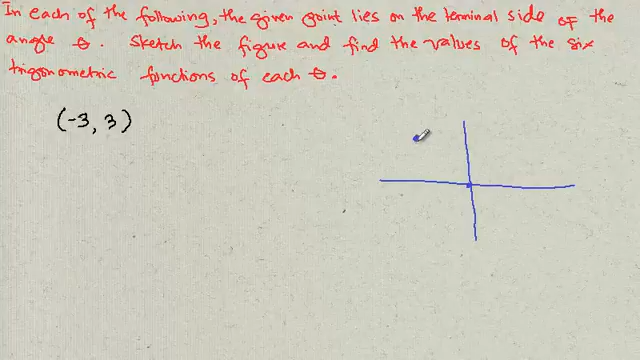 In each of the following, the given point lies on the terminal side of the
angle θ. Sketch the figure and find the values of the six
trigonometric functions of each θ.
(-3, 3)